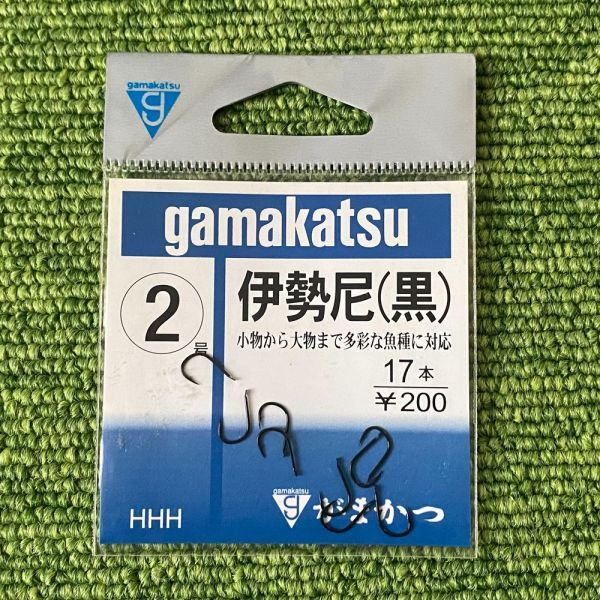 gamakatsu
g
gamakatsu
2号
伊勢尼(黒)
小物から大物まで多彩な魚種に対応
17本
¥200
HHH
gamakatsu
g
がまかつ